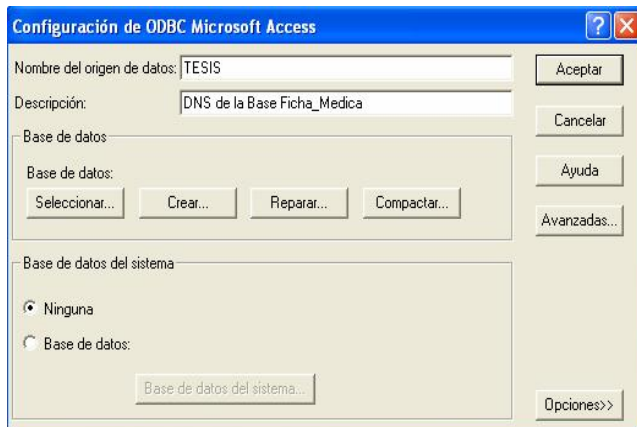 Configuración de ODBC Microsoft Access
Nombre del origen de datos: TESIS
Aceptar
Descripción: DNS de la Base Ficha_Medica
Cancelar
Base de datos
Base de datos:
Seleccionar... Crear... Reparar... Compactar...
Ayuda
Avanzadas...
Base de datos del sistema
Ninguna
Base de datos:
Base de datos del sistema...
Opciones>>